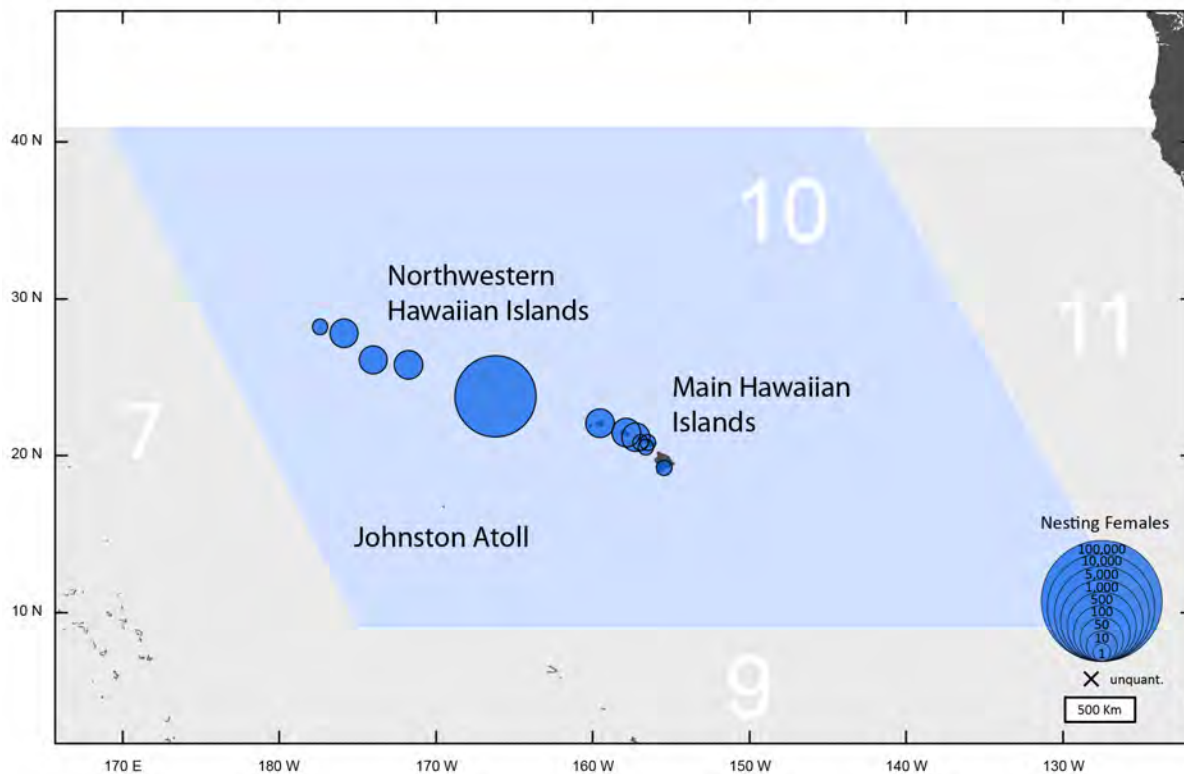 40 N
30 N
20 N
10 N
10
11
7
9
Northwestern
Hawaiian Islands
Main Hawaiian
Islands
Johnston Atoll
Nesting Females
100,000
10,000
5,000
1,000
500
100
50
10
1
unquant.
500 Km
170 E
180 W
170 W
160 W
150 W
140 W
130 W